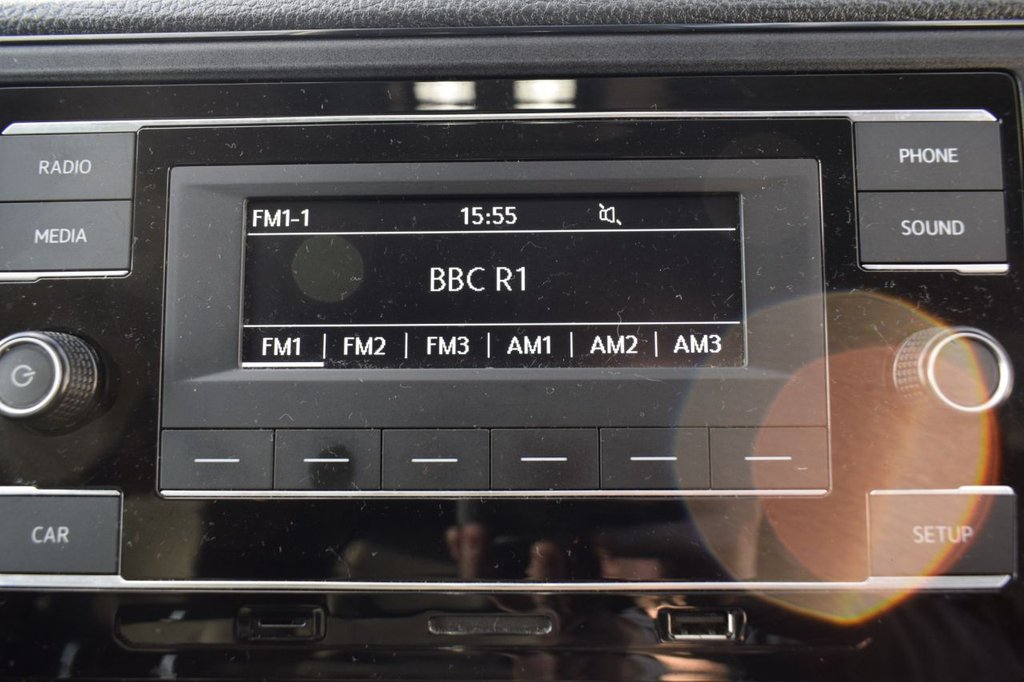 RADIO
MEDIA
PHONE
SOUND
FM1-1 15:55
BBC R1
FM1 | FM2 | FM3 | AM1 | AM2 | AM3
CAR
SETUP